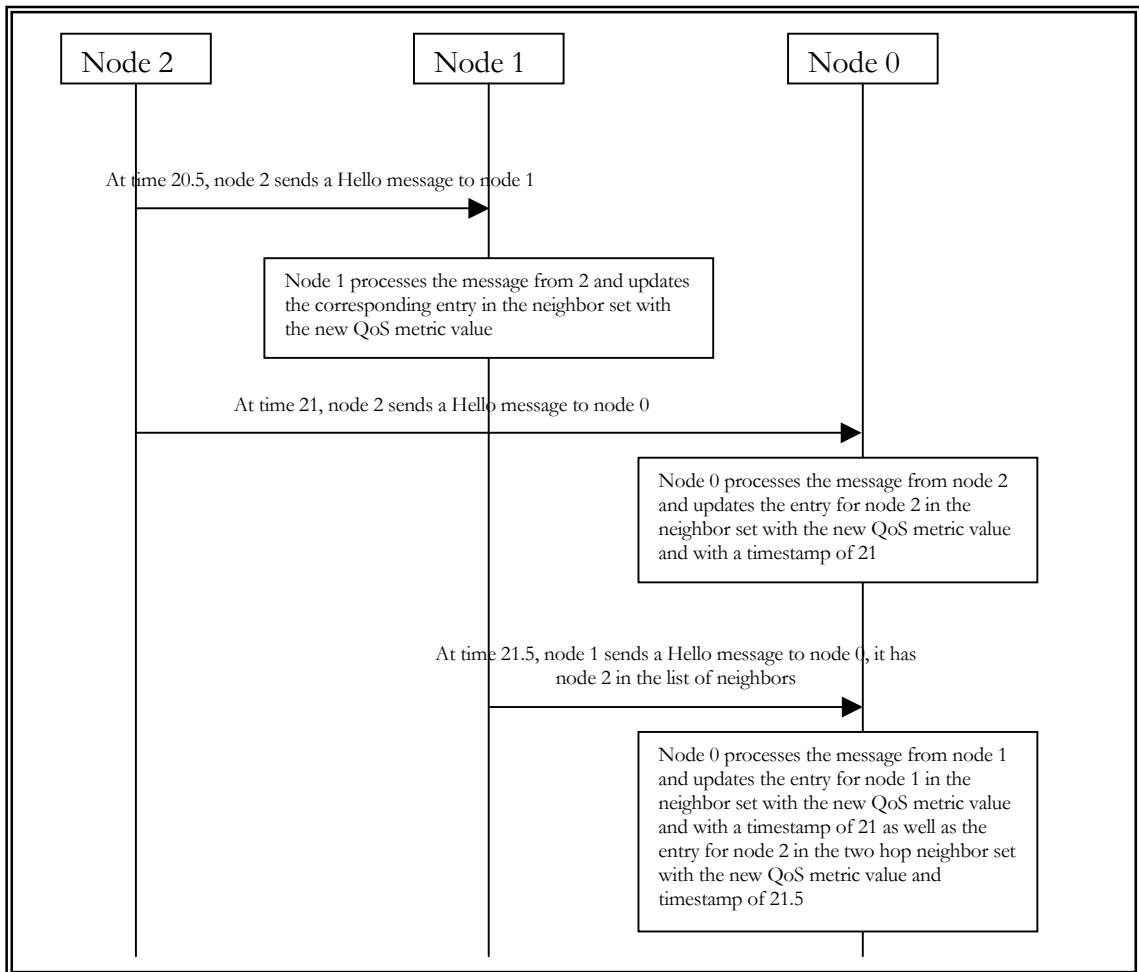 Node 2
Node 1
Node 0
At time 20.5, node 2 sends a Hello message to node 1
Node 1 processes the message from 2 and updates
the corresponding entry in the neighbor set with
the new QoS metric value
At time 21, node 2 sends a Hello message to node 0
Node 0 processes the message from node 2
and updates the entry for node 2 in the
neighbor set with the new QoS metric value
and with a timestamp of 21
At time 21.5, node 1 sends a Hello message to node 0, it has
node 2 in the list of neighbors
Node 0 processes the message from node 1
and updates the entry for node 1 in the
neighbor set with the new QoS metric value
and with a timestamp of 21 as well as the
entry for node 2 in the two hop neighbor set
with the new QoS metric value and
timestamp of 21.5